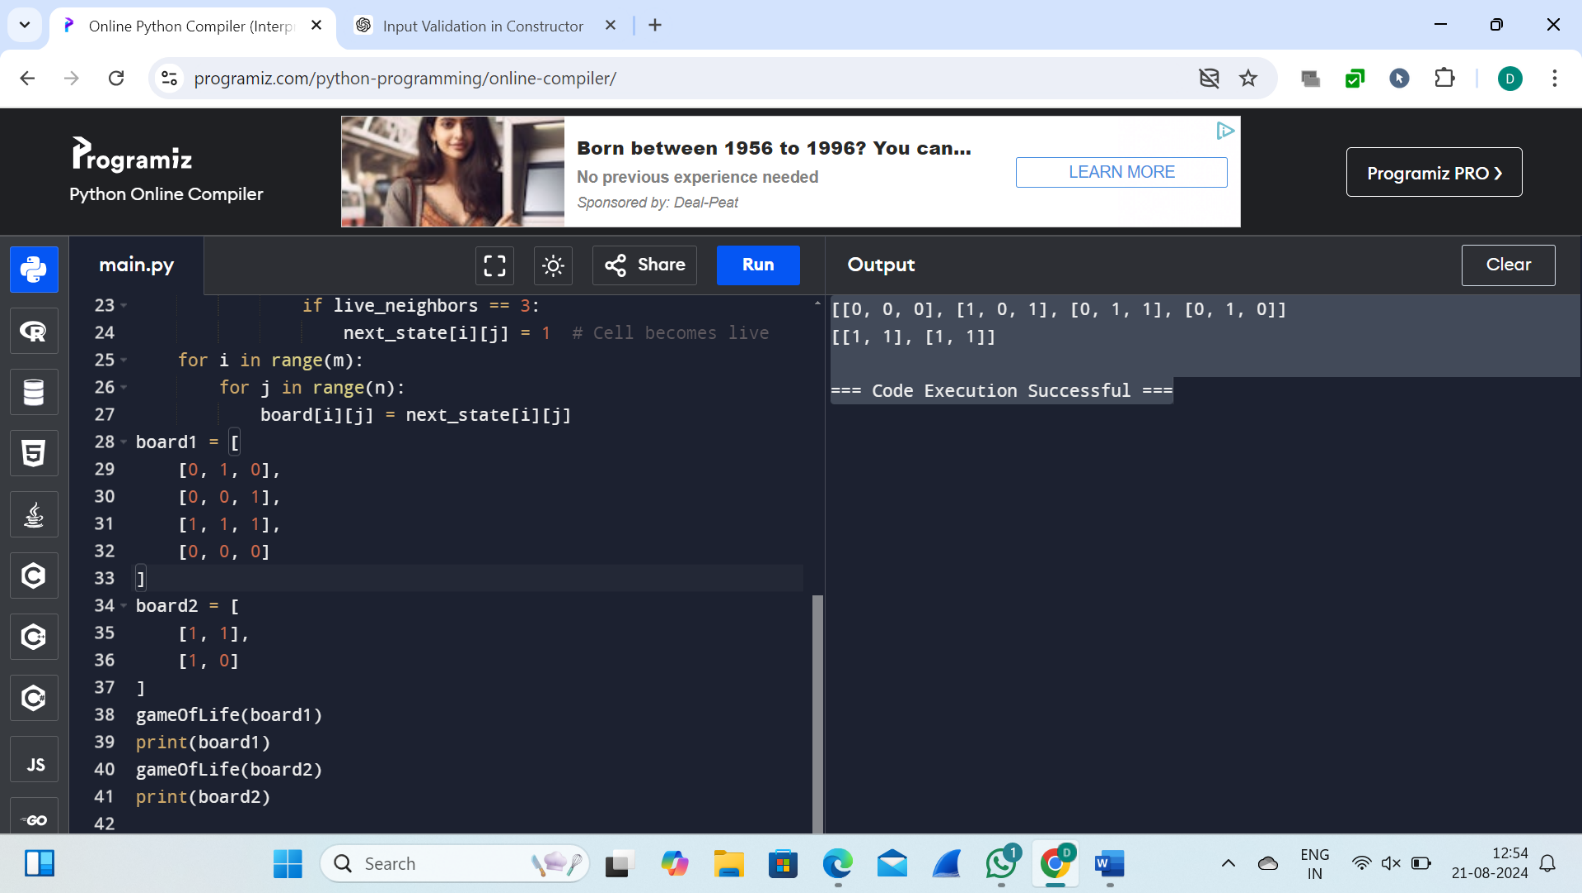 Online Python Compiler (Interp
Input Validation in Constructor
programiz.com/python-programming/online-compiler/
D
Programiz
Python Online Compiler
Born between 1956 to 1996? You can...
No previous experience needed
Sponsored by: Deal-Peat
LEARN MORE
Programiz PRO >
main.py
Share
Run
Output
Clear
23 if live_neighbors == 3:
24 next_state[i][j] = 1 # Cell becomes live
25 for i in range(m):
26 for j in range(n):
27 board[i][j] = next_state[i][j]
28 board1 = [
29 [0, 1, 0],
30 [0, 0, 1],
31 [1, 1, 1],
32 [0, 0, 0]
33 ]
34 board2 = [
35 [1, 1],
36 [1, 0]
37 ]
38 gameOfLife(board1)
39 print(board1)
40 gameOfLife(board2)
41 print(board2)
42
[[0, 0, 0], [1, 0, 1], [0, 1, 1], [0, 1, 0]]
[[1, 1], [1, 1]]
=== Code Execution Successful ===
R
5
C
C
C
JS
GO
Search
1
D
W
ENG
IN
12:54
21-08-2024